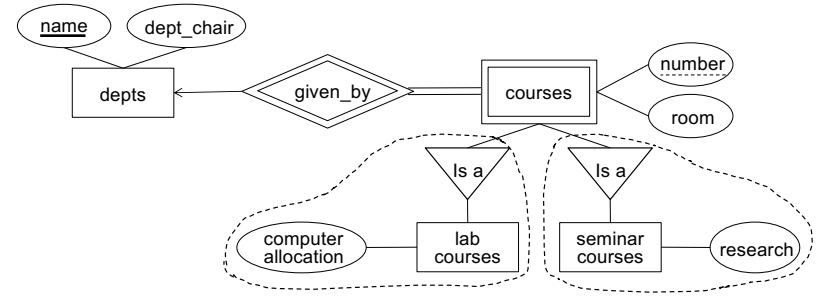 name
dept_chair
depts
given_by
courses
number
room
Is a
Is a
computer
allocation
lab
courses
seminar
courses
research